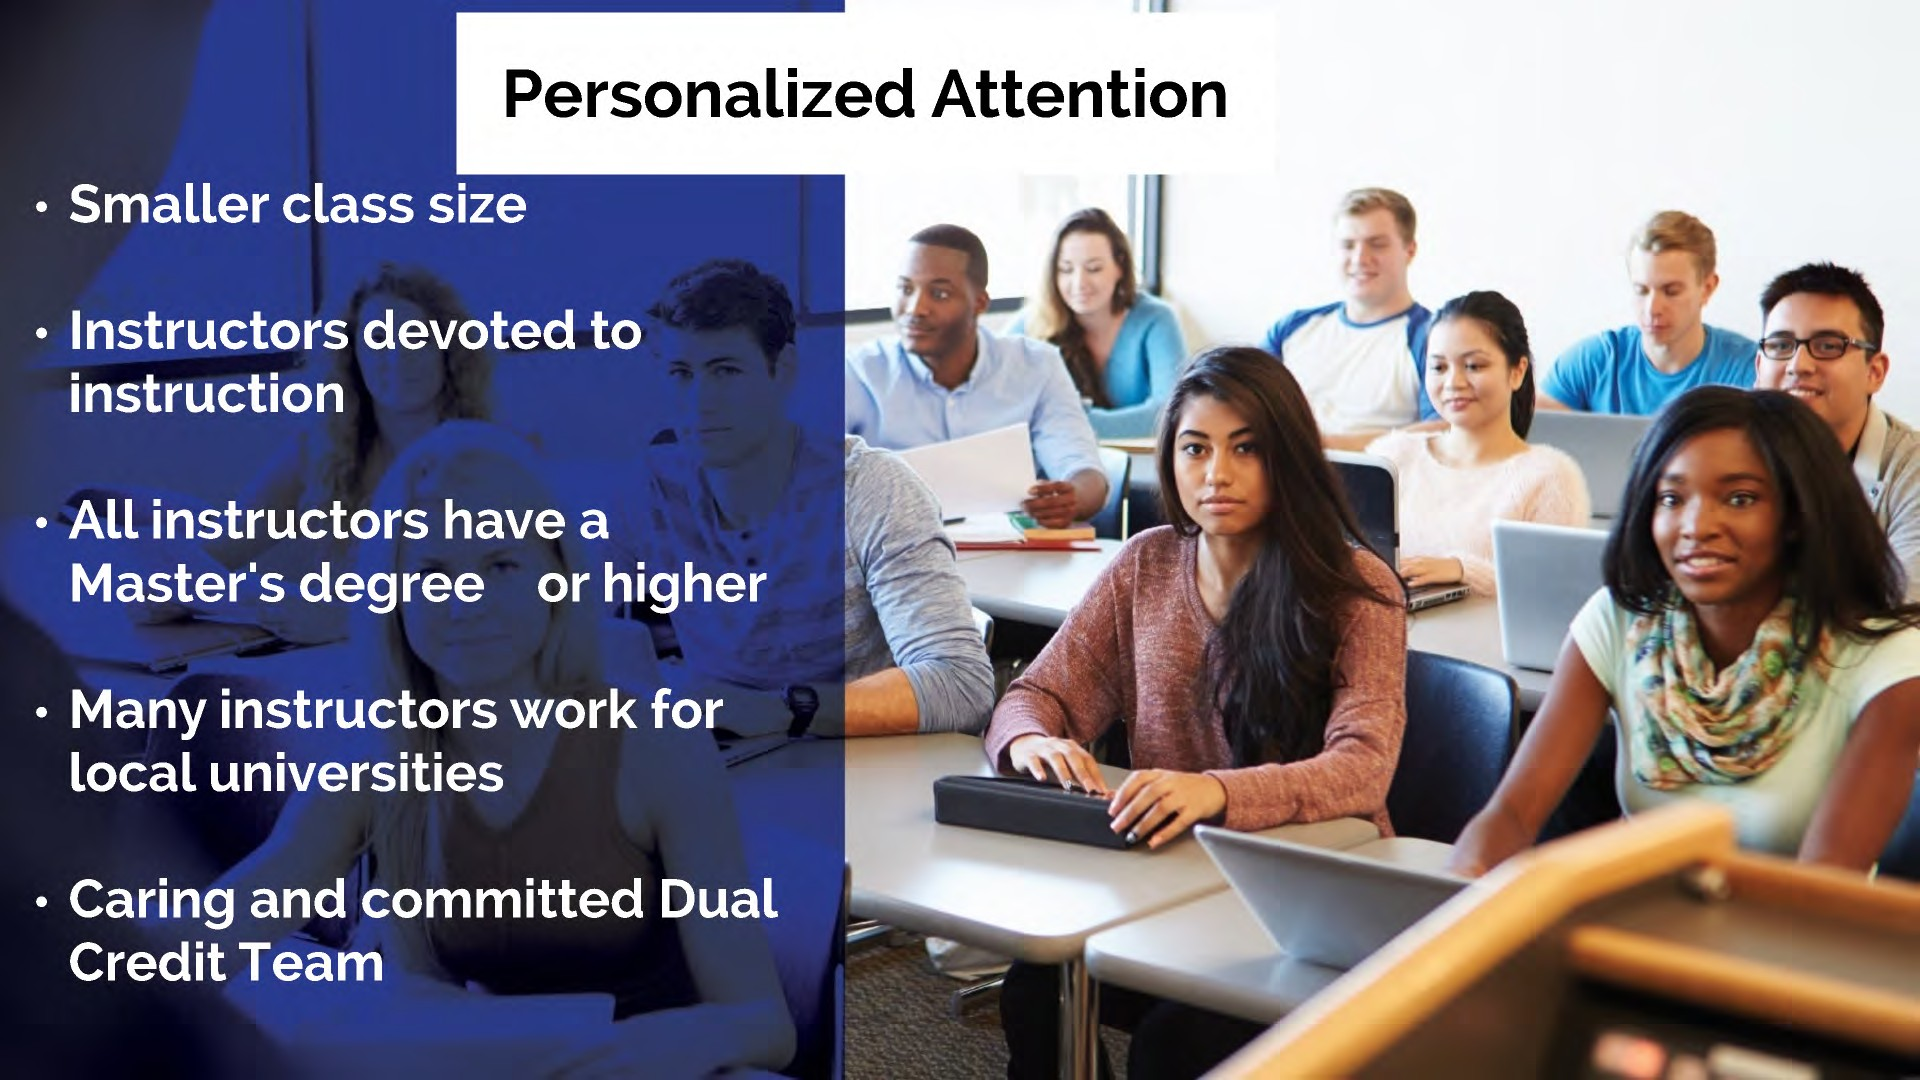 Personalized Attention
• Smaller class size
• Instructors devoted to
instruction
• All instructors have a
Master's degree or higher
• Many instructors work for
local universities
• Caring and committed Dual
Credit Team